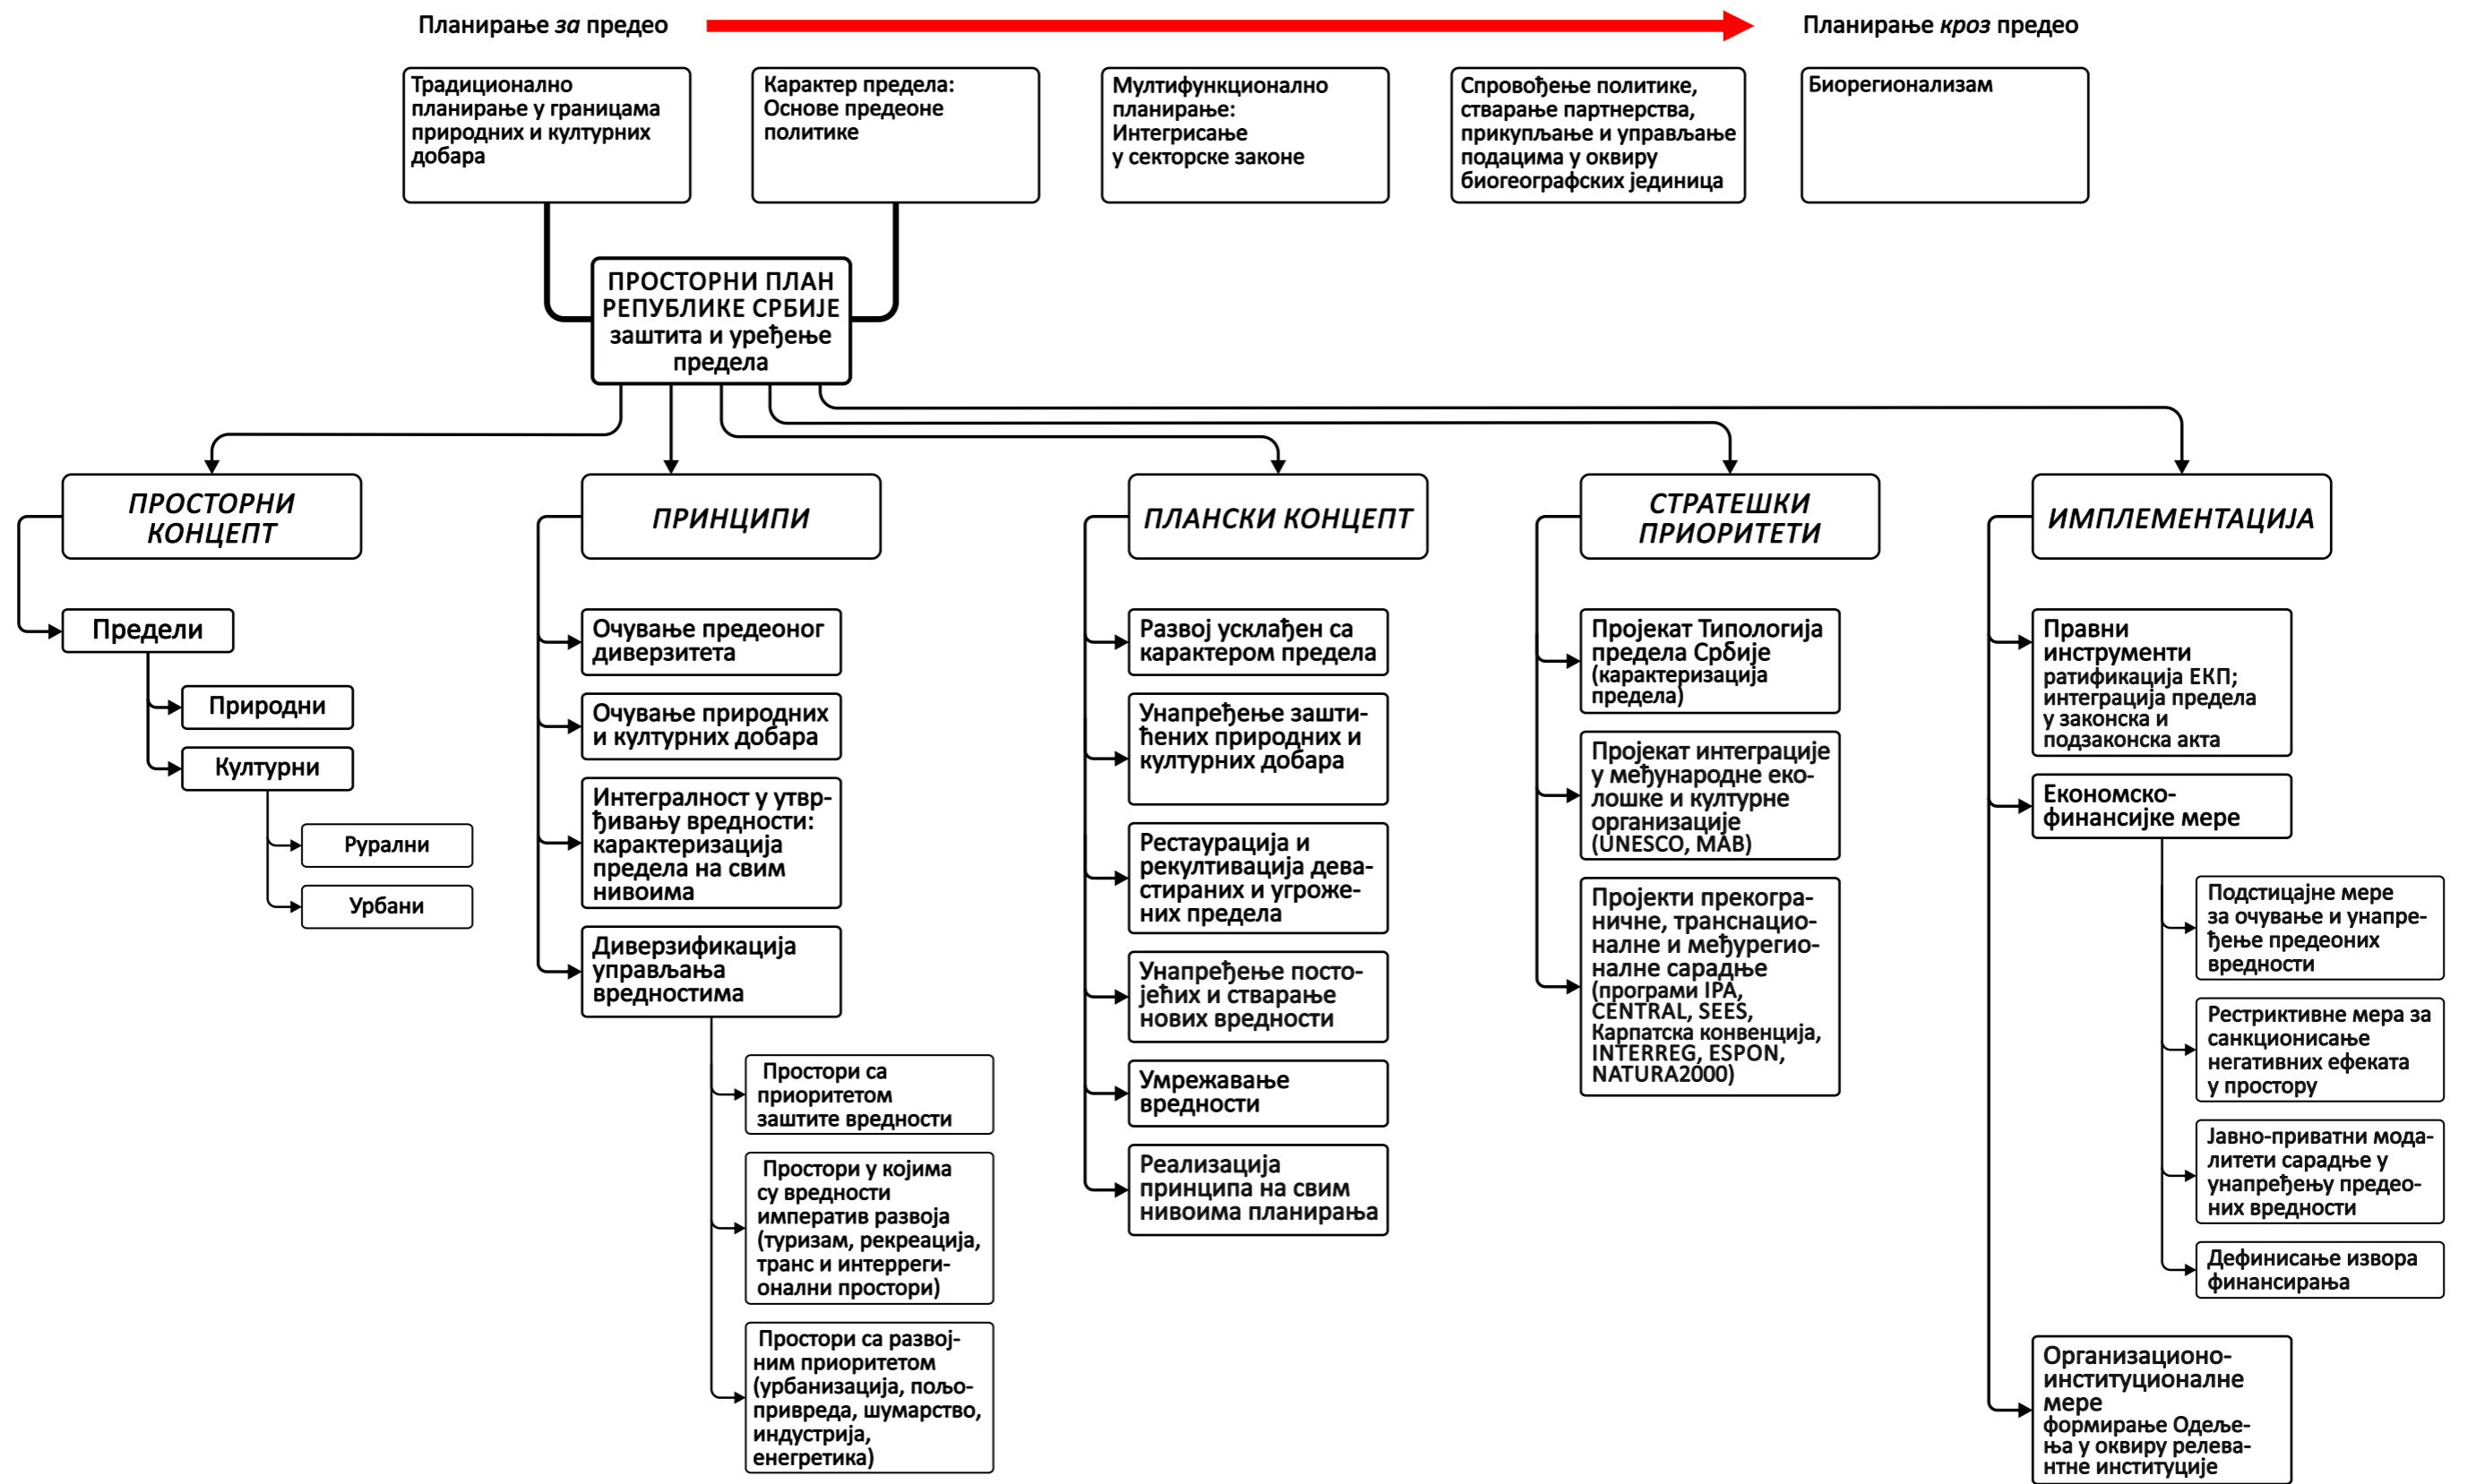 Планирање за предео
Планирање кроз предео
Традиционално
планирање у границама
природних и културних
добара
Карактер предела:
Основе предеоне
политике
Мултифункционално
планирање:
Интегрисање
у секторске законе
Спровођење политике,
стварање партнерства,
прикупљање и управљање
подацима у оквиру
биогеографских јединица
Биорегионализам
ПРОСТОРНИ ПЛАН
РЕПУБЛИКЕ СРБИЈЕ
заштита и уређење
предела
ПРОСТОРНИ
КОНЦЕПТ
Предели
Природни
Културни
Рурални
Урбани
ПРИНЦИПИ
Очување предеоног
диверзитета
Очување природних
и културних добара
Интегралност у утвр-
ђивању вредности:
карактеризација
предела на свим
нивоима
Диверзификација
управљања
вредностима
Простори са
приоритетом
заштите вредности
Простори у којима
су вредности
императив развоја
(туризам, рекреација,
транс и интерреги­-
онални простори)
Простори са развој-
ним приоритетом
(урбанизација, пољо-
привреда, шумарство,
индустрија,
енегретика)
ПЛАНСКИ КОНЦЕПТ
Развој усклађен са
карактером предела
Унапређење зашти-
ћених природних и
културних добара
Рестаурација и
рекултивација дева-
стираних и угроже-
них предела
Унапређење посто-
јећих и стварање
нових вредности
Умрежавање
вредности
Реализација
принципа на свим
нивоима планирања
СТРАТЕШКИ
ПРИОРИТЕТИ
Пројекат Типологија
предела Србије
(карактеризација
предела)
Пројекат интеграције
у међународне еко-
лошке и културне
организације
(UNESCO, MAB)
Пројекти прекогра-
ничне, транснацио-
налне и међурегио-
налне сарадње
(програми IPA,
CENTRAL, SEES,
Карпатска конвенција,
INTERREG, ESPON,
NATURA2000)
ИМПЛЕМЕНТАЦИЈА
Правни
инструменти
ратификација ЕКП;
интеграција предела
у законска и
подзаконска акта
Економско-
финансијке мере
Подстицајне мере
за очување и унапре-
ђење предеоних
вредности
Рестриктивне мера за
санкционисање
негативних ефеката
у простору
Јавно-приватни мода-
литети сарадње у
унапређењу предео-
них вредности
Дефинисање извора
финансирања
Организационо-
институционалне
мере
формирање Одеље-
ња у оквиру релева-
нтне институције